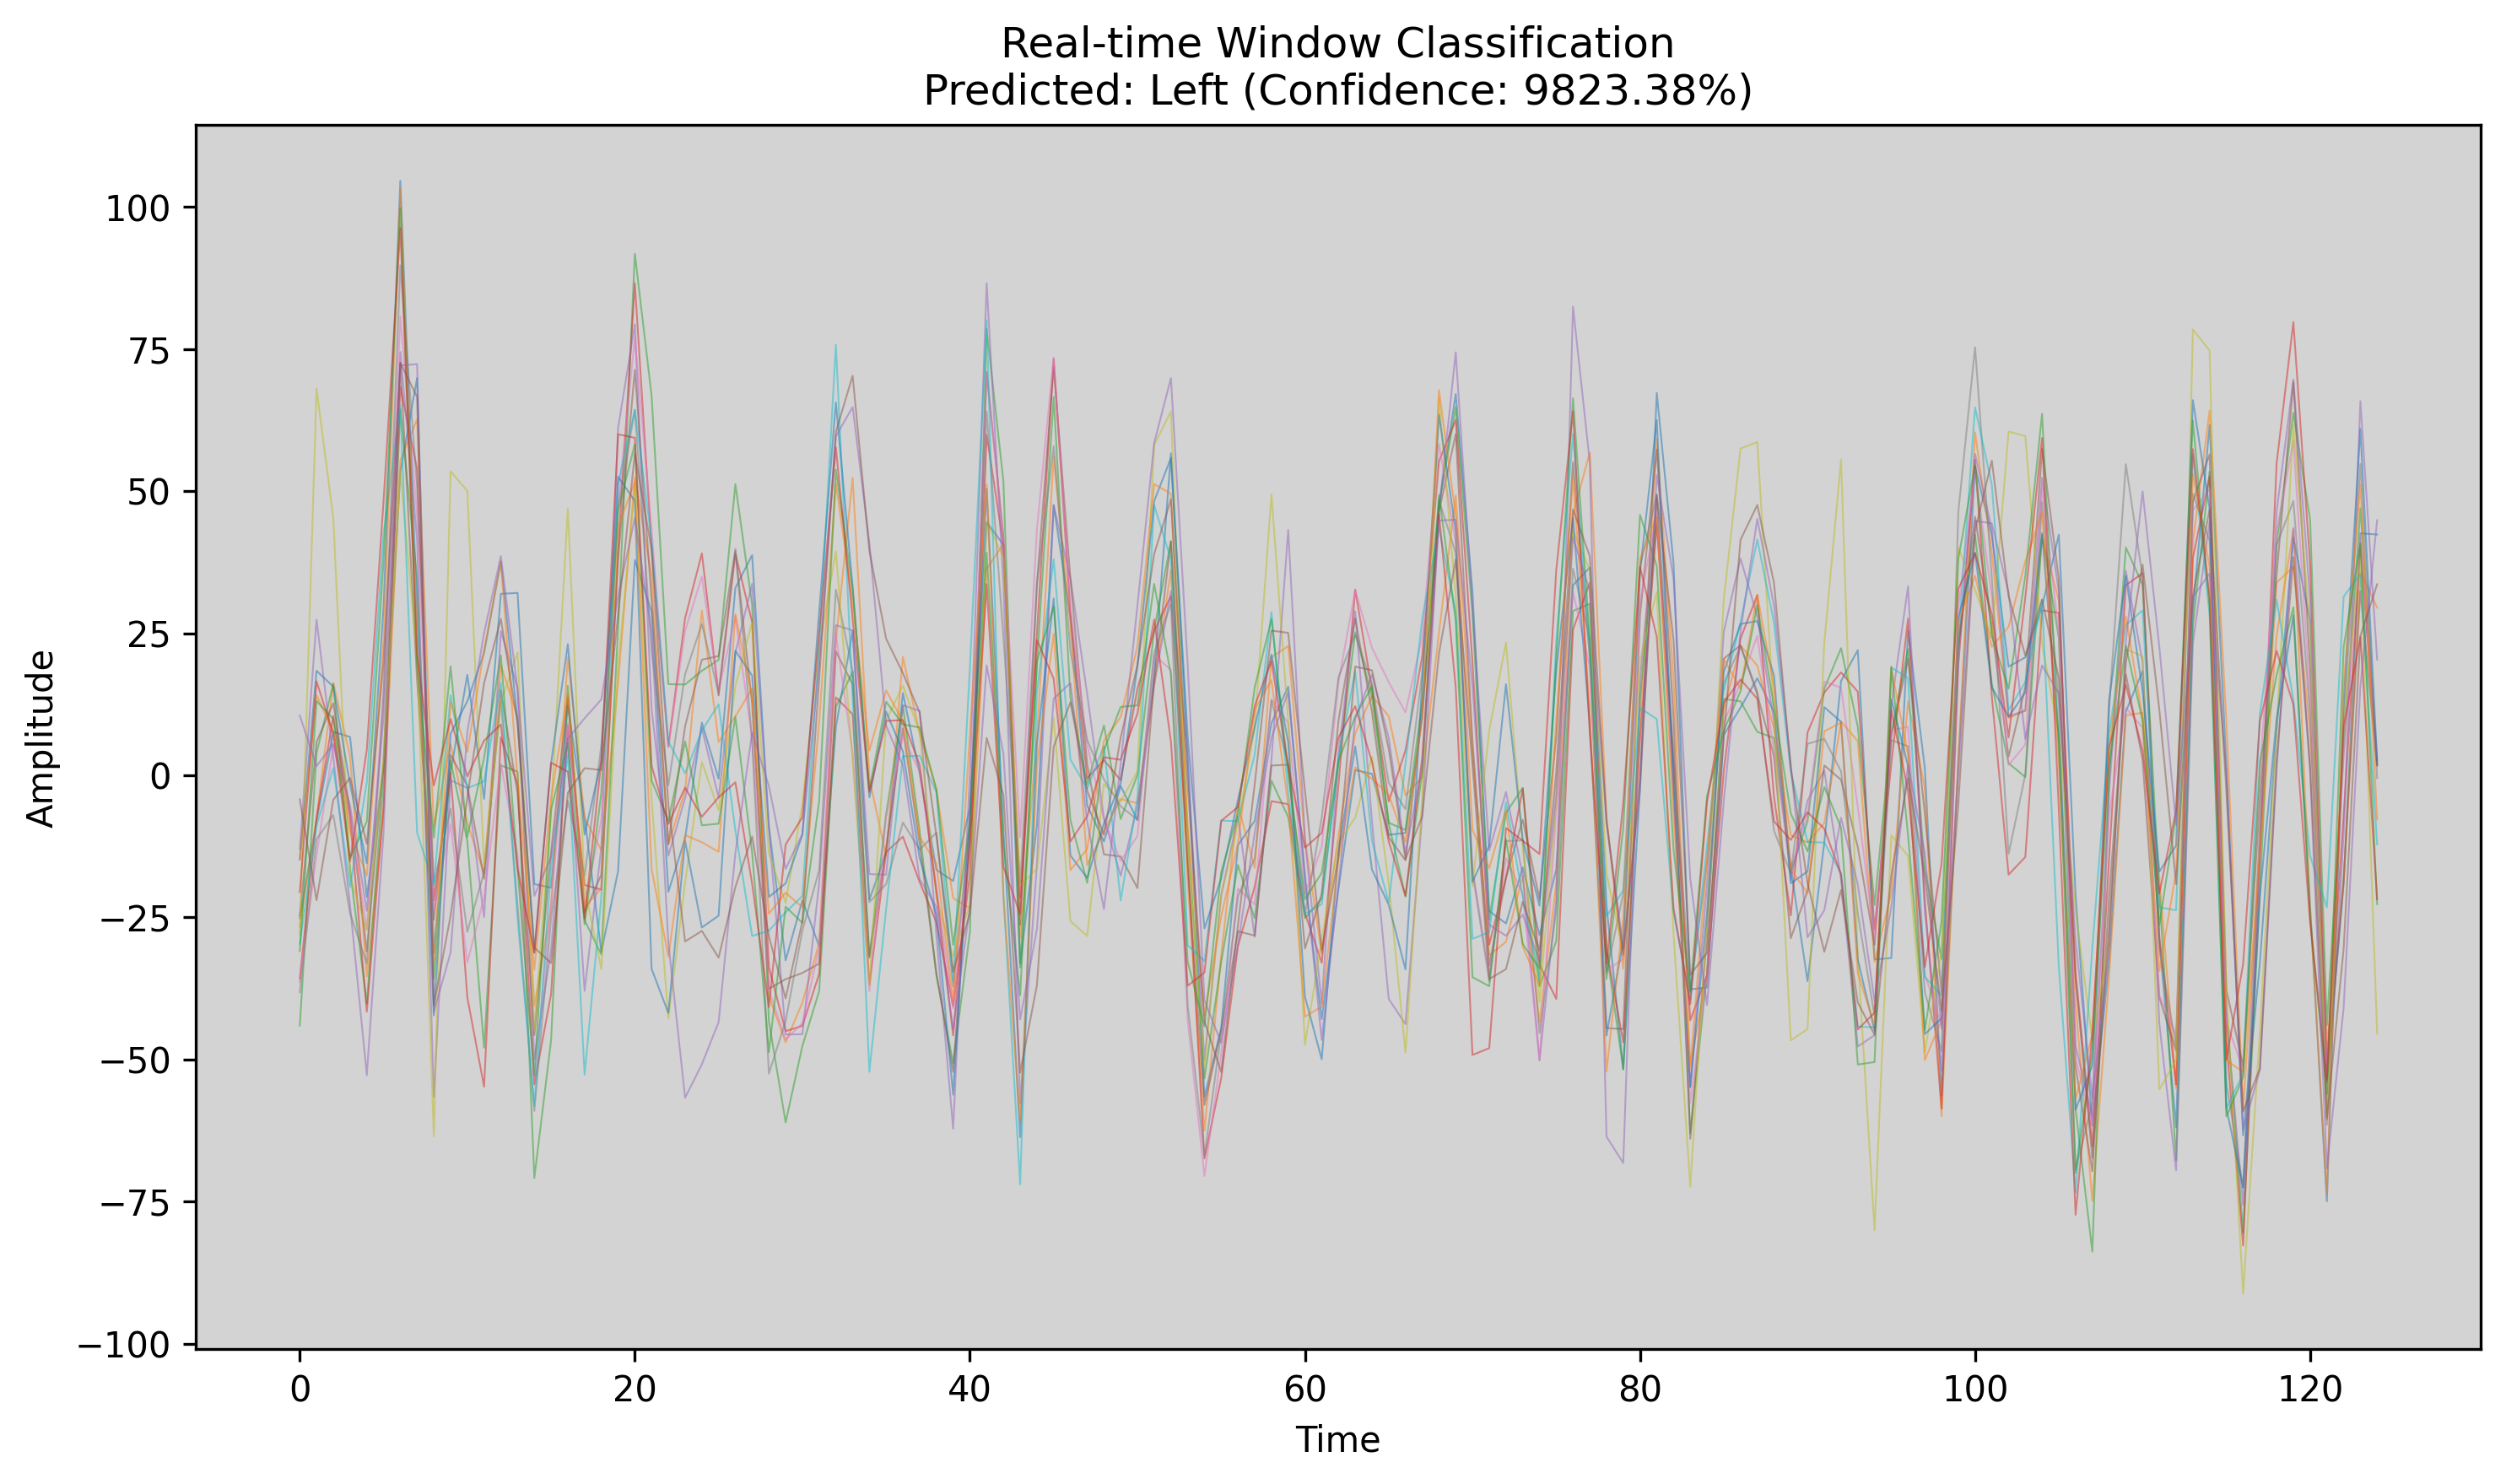 Real-time Window Classification
Predicted: Left (Confidence: 9823.38%)
Amplitude
100
75
50
25
0
−25
−50
−75
−100
0 20 40 60 80 100 120
Time